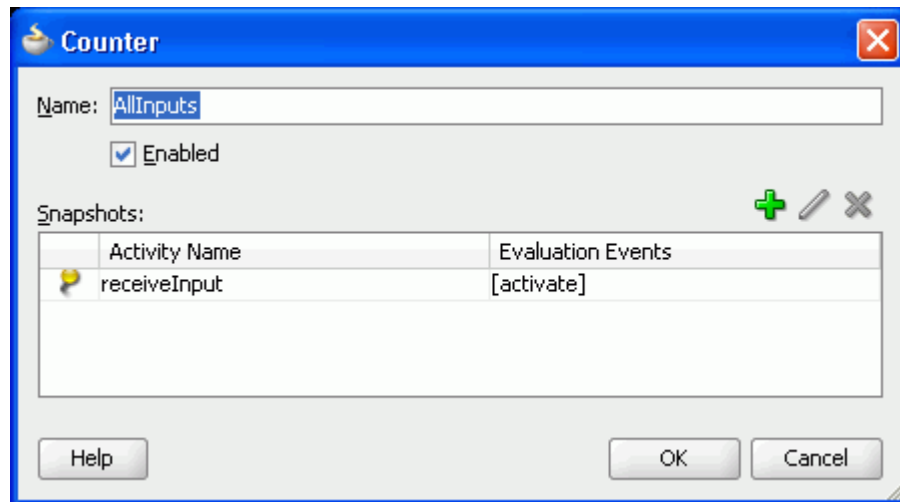 Counter
Name: AllInputs
Enabled
Snapshots:
Activity Name Evaluation Events
receiveInput [activate]
Help OK Cancel